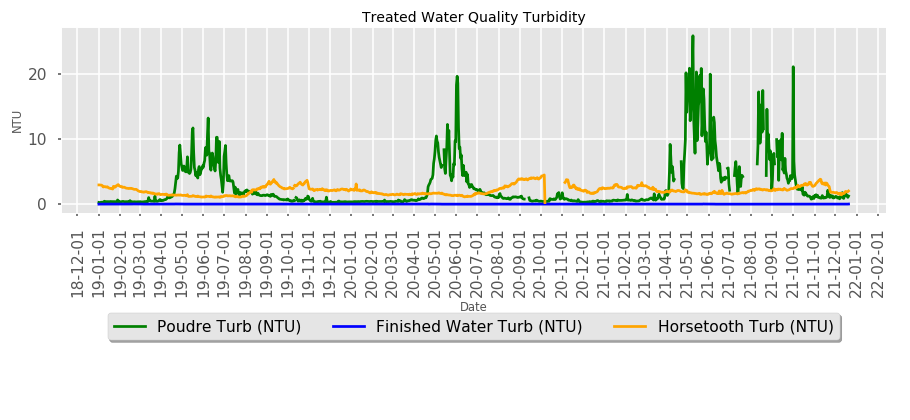 Treated Water Quality Turbidity
NTU
20
10
0
18-12-01 19-01-01 19-02-01 19-03-01 19-04-01 19-05-01 19-06-01 19-07-01 19-08-01 19-09-01 19-10-01 19-11-01 19-12-01 20-01-01 20-02-01 20-03-01 20-04-01 20-05-01 20-06-01 20-07-01 20-08-01 20-09-01 20-10-01 20-11-01 20-12-01 21-01-01 21-02-01 21-03-01 21-04-01 21-05-01 21-06-01 21-07-01 21-08-01 21-09-01 21-10-01 21-11-01 21-12-01 22-01-01 22-02-01
Date
Poudre Turb (NTU) Finished Water Turb (NTU) Horsetooth Turb (NTU)